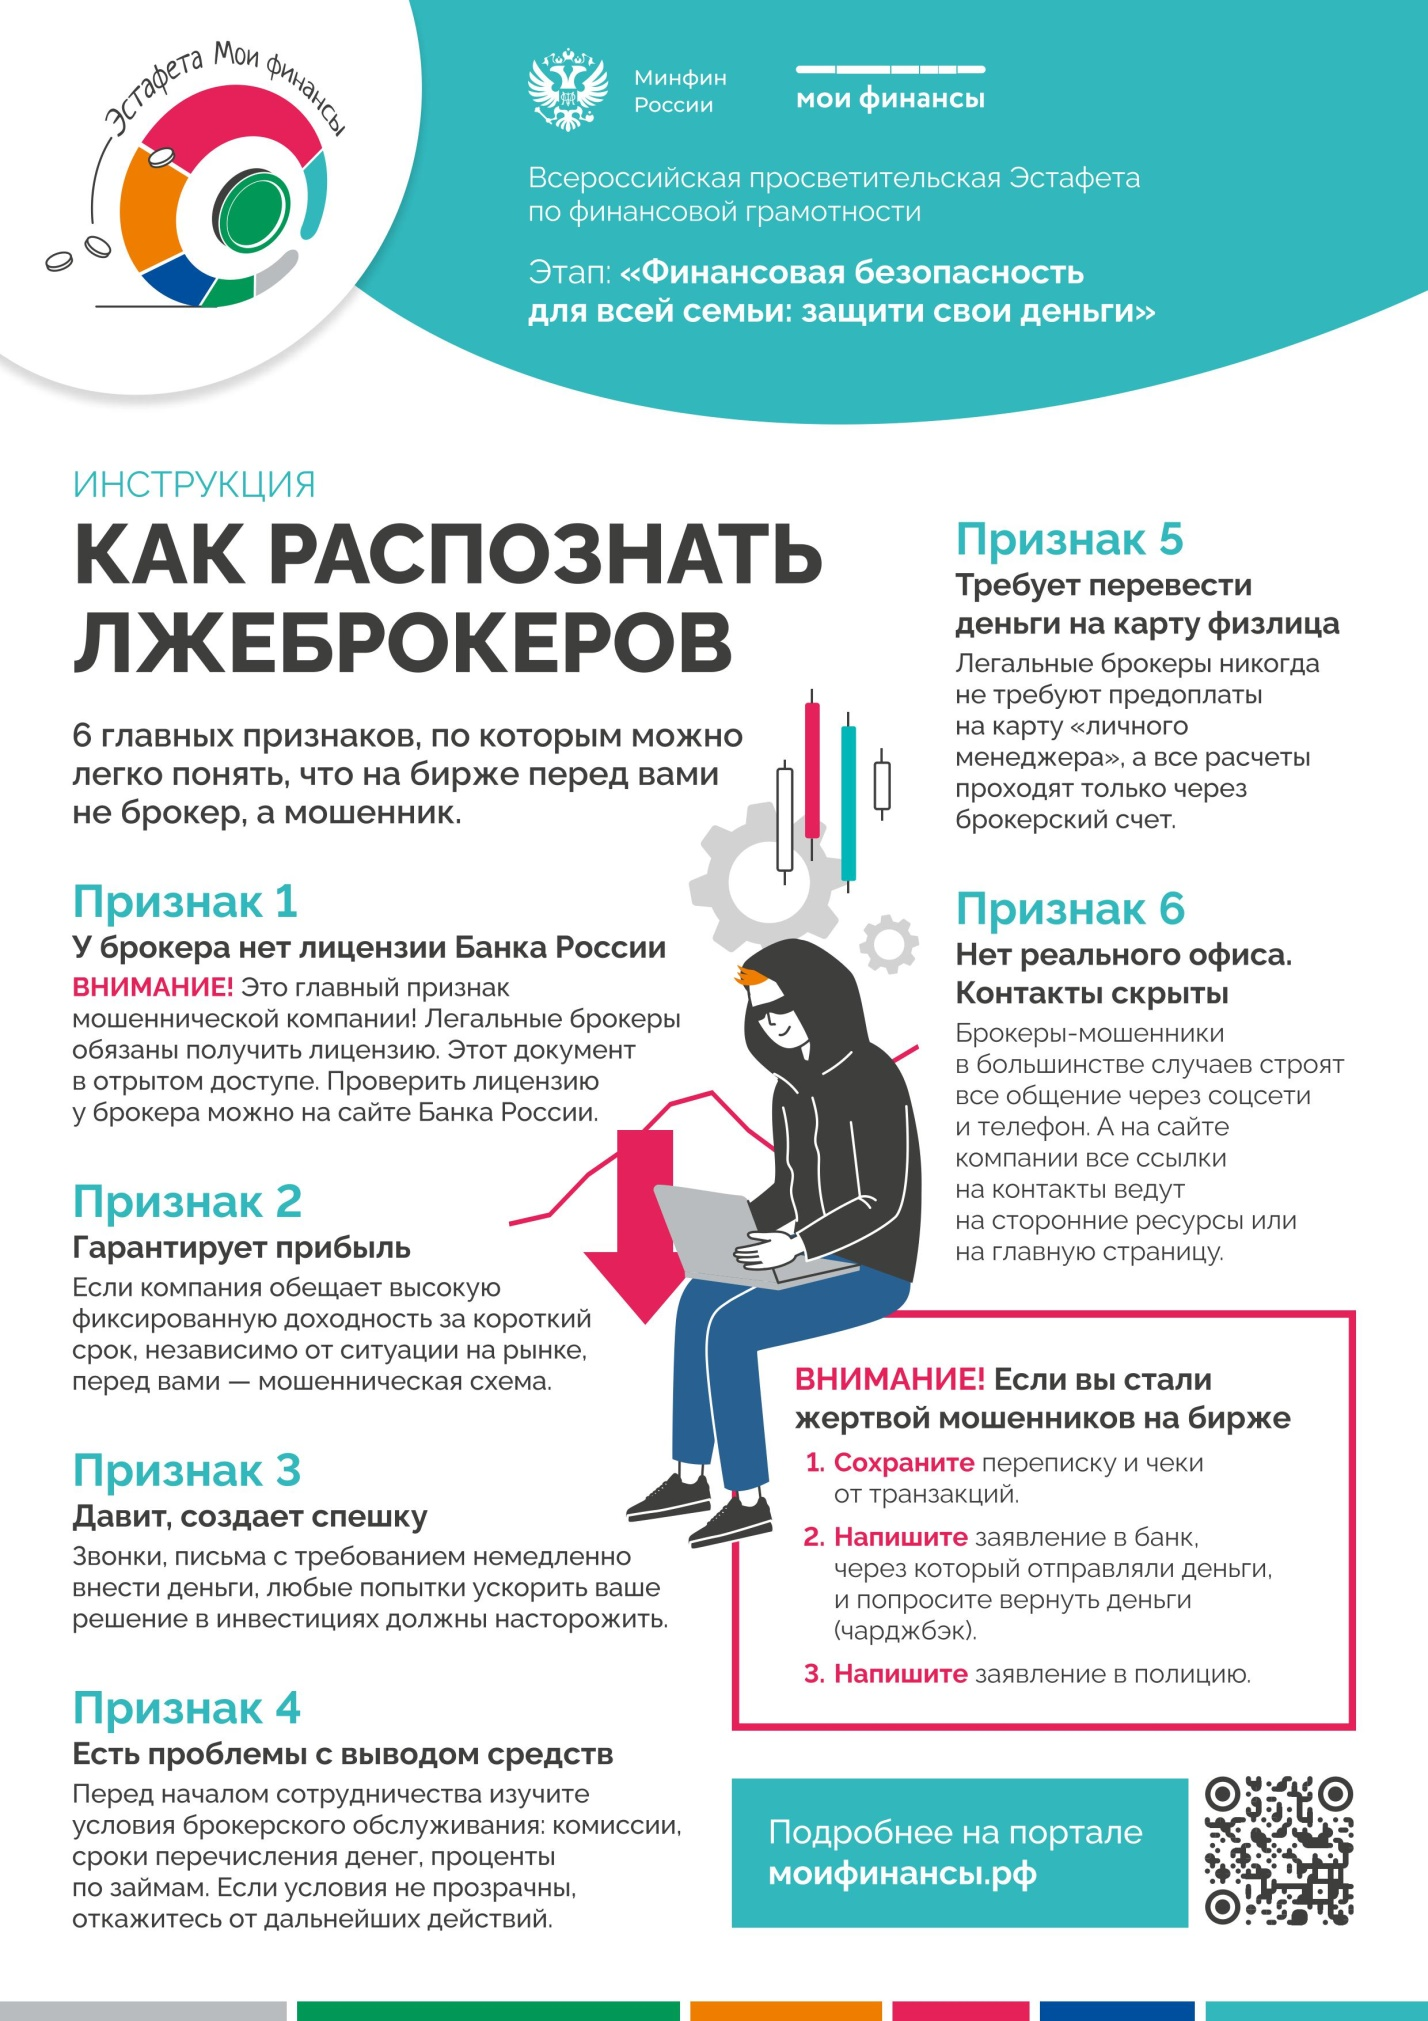 Эстафета Мои финансы
Минфин
России
мои финансы
Всероссийская просветительская Эстафета
по финансовой грамотности
Этап: «Финансовая безопасность
для всей семьи: защити свои деньги»
ИНСТРУКЦИЯ
КАК РАСПОЗНАТЬ
ЛЖЕБРОКЕРОВ
6 главных признаков, по которым можно
легко понять, что на бирже перед вами
не брокер, а мошенник.
Признак 1
У брокера нет лицензии Банка России
ВНИМАНИЕ! Это главный признак
мошеннической компании! Легальные брокеры
обязаны получить лицензию. Этот документ
в отрытом доступе. Проверить лицензию
у брокера можно на сайте Банка России.
Признак 2
Гарантирует прибыль
Если компания обещает высокую
фиксированную доходность за короткий
срок, независимо от ситуации на рынке,
перед вами — мошенническая схема.
Признак 3
Давит, создает спешку
Звонки, письма с требованием немедленно
внести деньги, любые попытки ускорить ваше
решение в инвестициях должны насторожить.
Признак 4
Есть проблемы с выводом средств
Перед началом сотрудничества изучите
условия брокерского обслуживания: комиссии,
сроки перечисления денег, проценты
по займам. Если условия не прозрачны,
откажитесь от дальнейших действий.
Признак 5
Требует перевести
деньги на карту физлица
Легальные брокеры никогда
не требуют предоплаты
на карту «личного
менеджера», а все расчеты
проходят только через
брокерский счет.
Признак 6
Нет реального офиса.
Контакты скрыты
Брокеры-мошенники
в большинстве случаев строят
все общение через соцсети
и телефон. А на сайте
компании все ссылки
на контакты ведут
на сторонние ресурсы или
на главную страницу.
ВНИМАНИЕ! Если вы стали
жертвой мошенников на бирже
1. Сохраните переписку и чеки
от транзакций.
2. Напишите заявление в банк,
через который отправляли деньги,
и попросите вернуть деньги
(чарджбэк).
3. Напишите заявление в полицию.
Подробнее на портале
моифинансы.рф